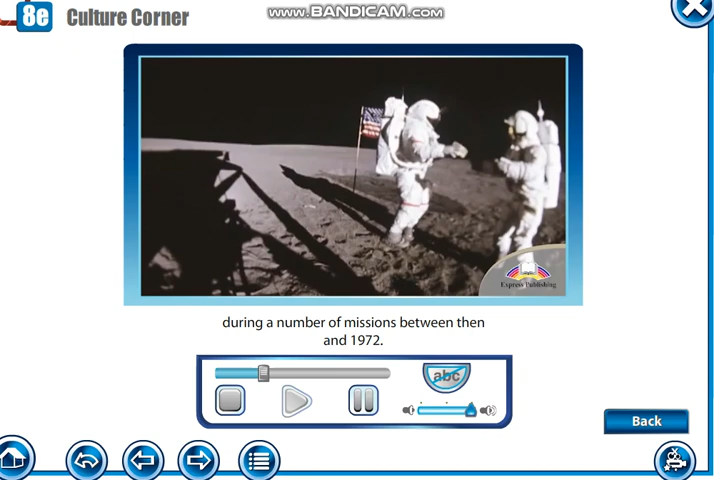 www.BANDICAM.com
8e Culture Corner
Express Publishing
during a number of missions between then
and 1972.
abc
Back